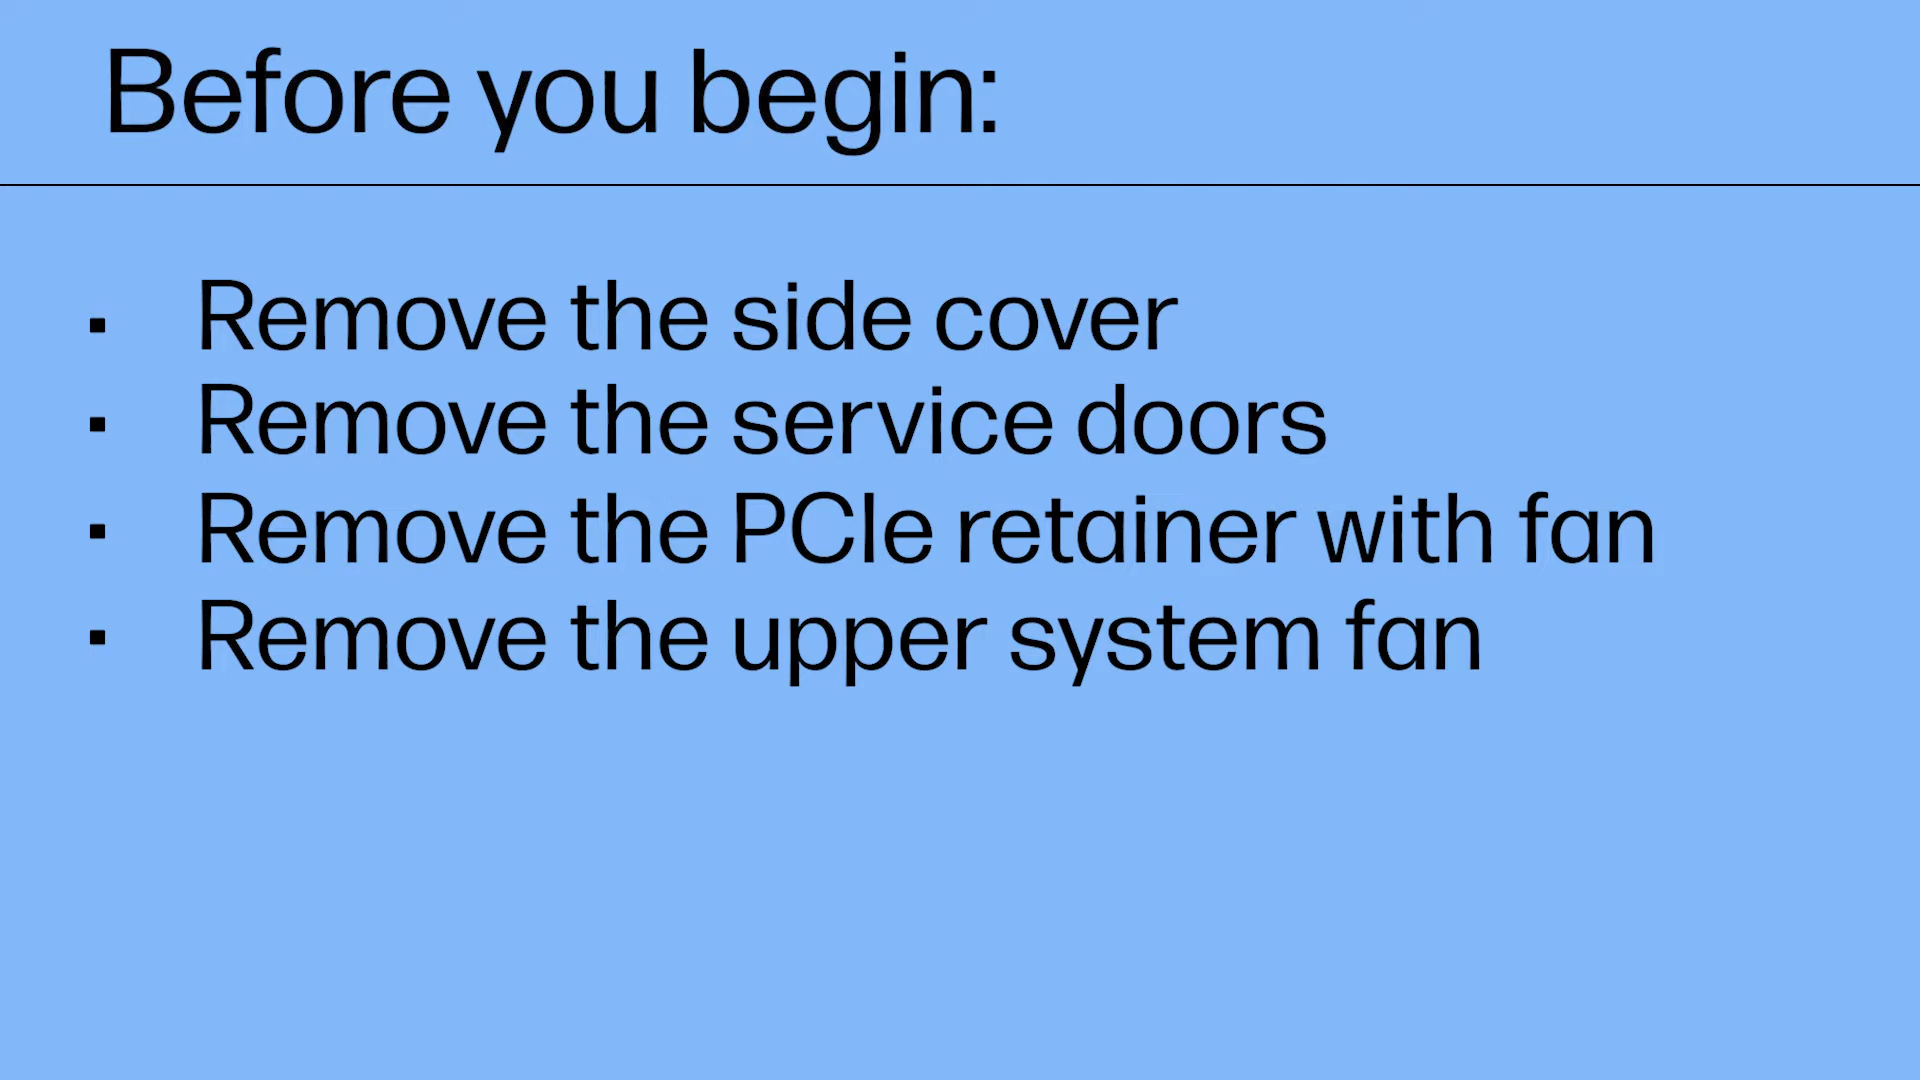 Before you begin:
▪ Remove the side cover
▪ Remove the service doors
▪ Remove the PCIe retainer with fan
▪ Remove the upper system fan